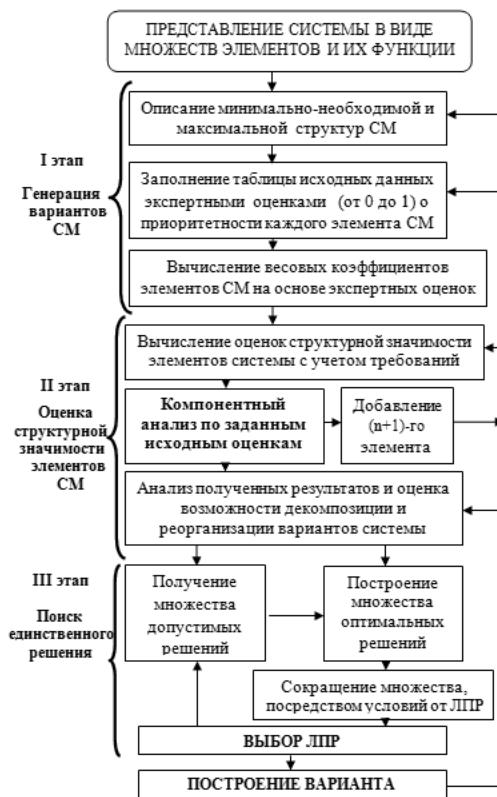 ПРЕДСТАВЛЕНИЕ СИСТЕМЫ В ВИДЕ
МНОЖЕСТВ ЭЛЕМЕНТОВ И ИХ ФУНКЦИИ
I этап
Генерация
вариантов
СМ
Описание минимально-необходимой и
максимальной структур СМ
Заполнение таблицы исходных данных
экспертными оценками (от 0 до 1) о
приоритетности каждого элемента СМ
Вычисление весовых коэффициентов
элементов СМ на основе экспертных оценок
II этап
Оценка
структурной
значимости
элементов
СМ
Вычисление оценок структурной значимости
элементов системы с учетом требований
Компонентный
анализ по заданным
исходным оценкам
Добавление
(n+1)-го
элемента
Анализ полученных результатов и оценка
возможности декомпозиции и
реорганизации вариантов системы
III этап
Поиск
единственного
решения
Получение
множества
допустимых
решений
Построение
множества
оптимальных
решений
Сокращение множества,
посредством условий от ЛПР
ВЫБОР ЛПР
ПОСТРОЕНИЕ ВАРИАНТА